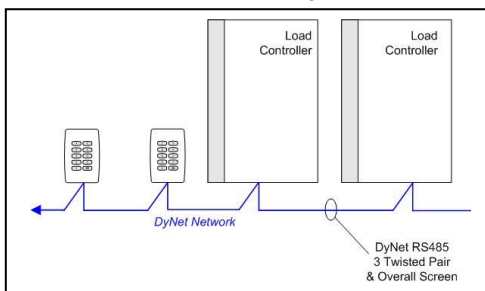 Load
Controller
Load
Controller
DyNet Network
DyNet RS485
3 Twisted Pair
& Overall Screen